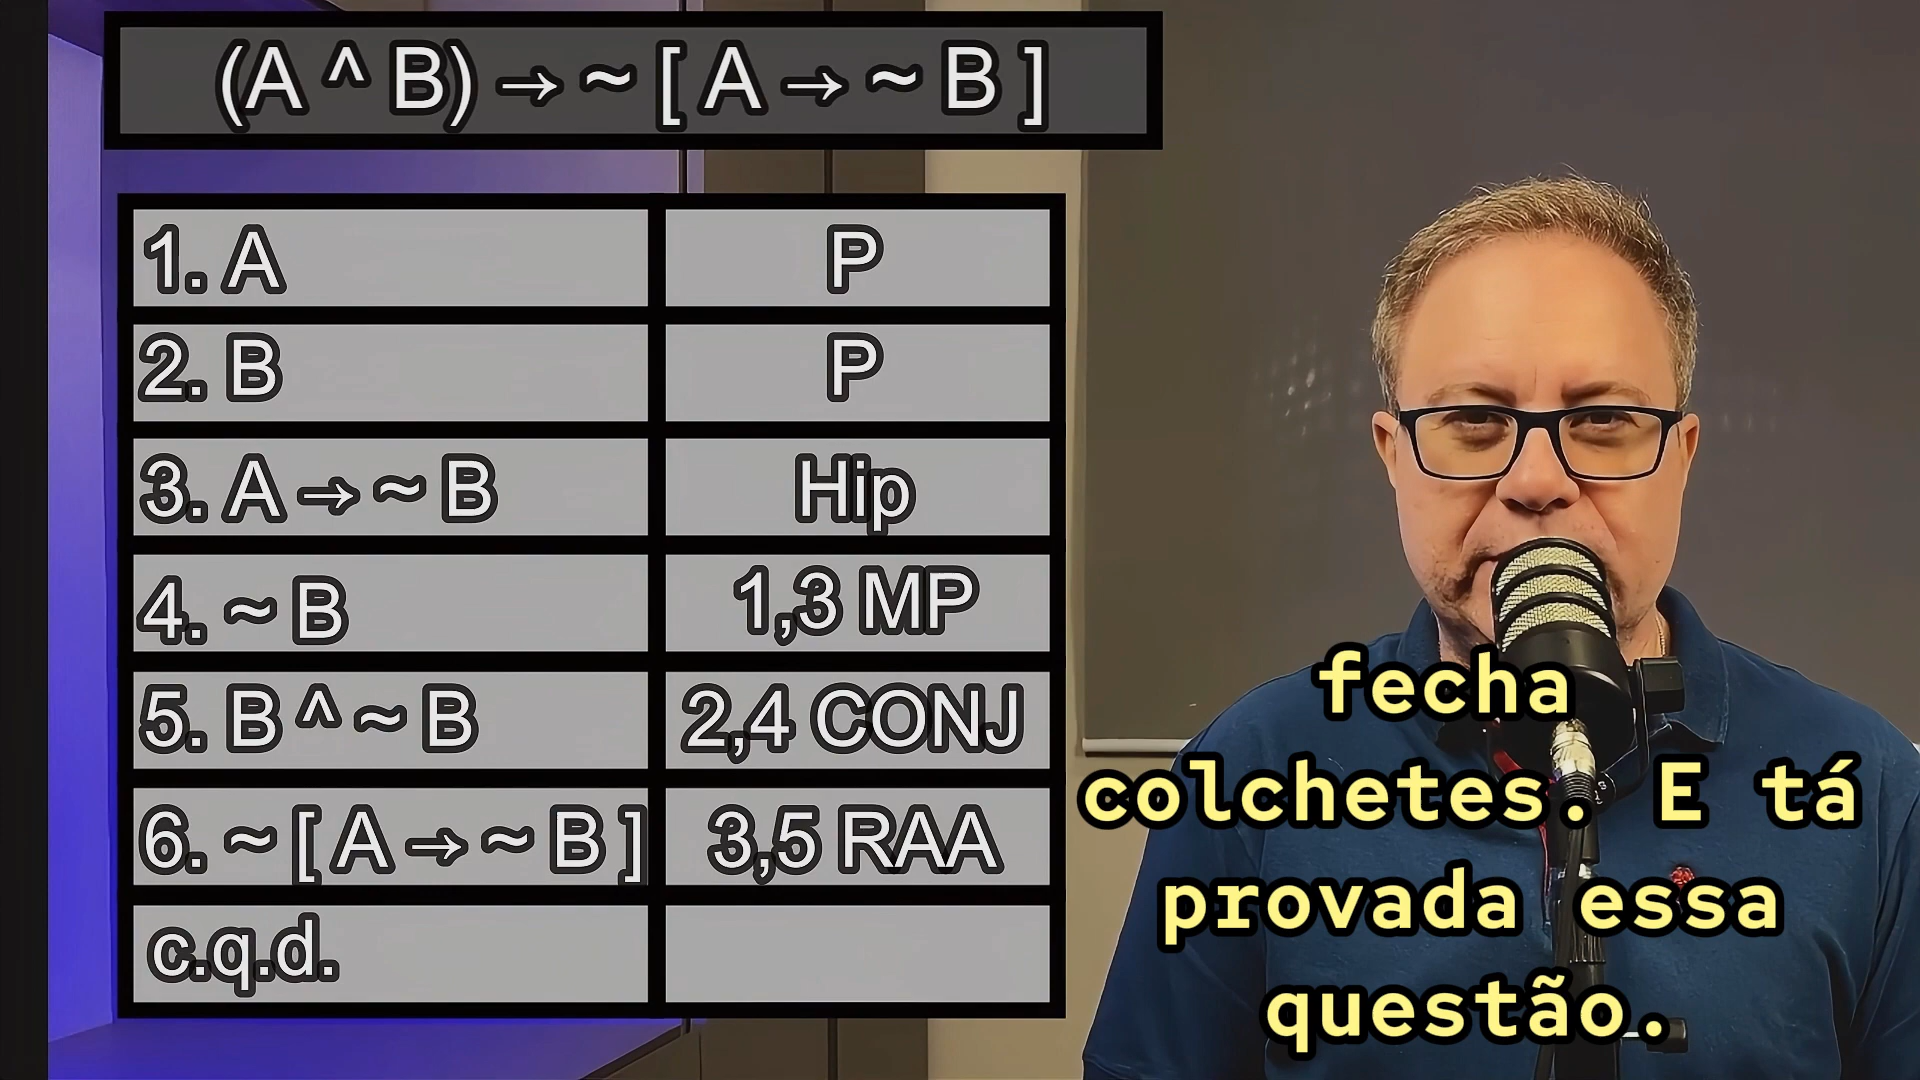 (A ^ B) → ~ [ A → ~ B ]
1. A P
2. B P
3. A → ~ B Hip
4. ~ B 1,3 MP
5. B ^ ~ B 2,4 CONJ
6. ~ [ A → ~ B ] 3,5 RAA
c.q.d.
fecha
colchetes. E tá
provada essa
questão.